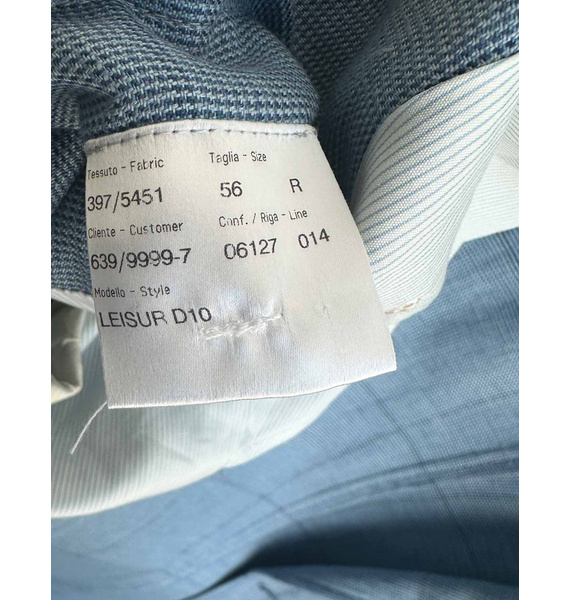 Tessuto - Fabric
Taglia - Size
397/5451
56 R
Cliente - Customer
Conf. / Riga - Line
639/9999-7
06127 014
Modello - Style
LEISUR D10